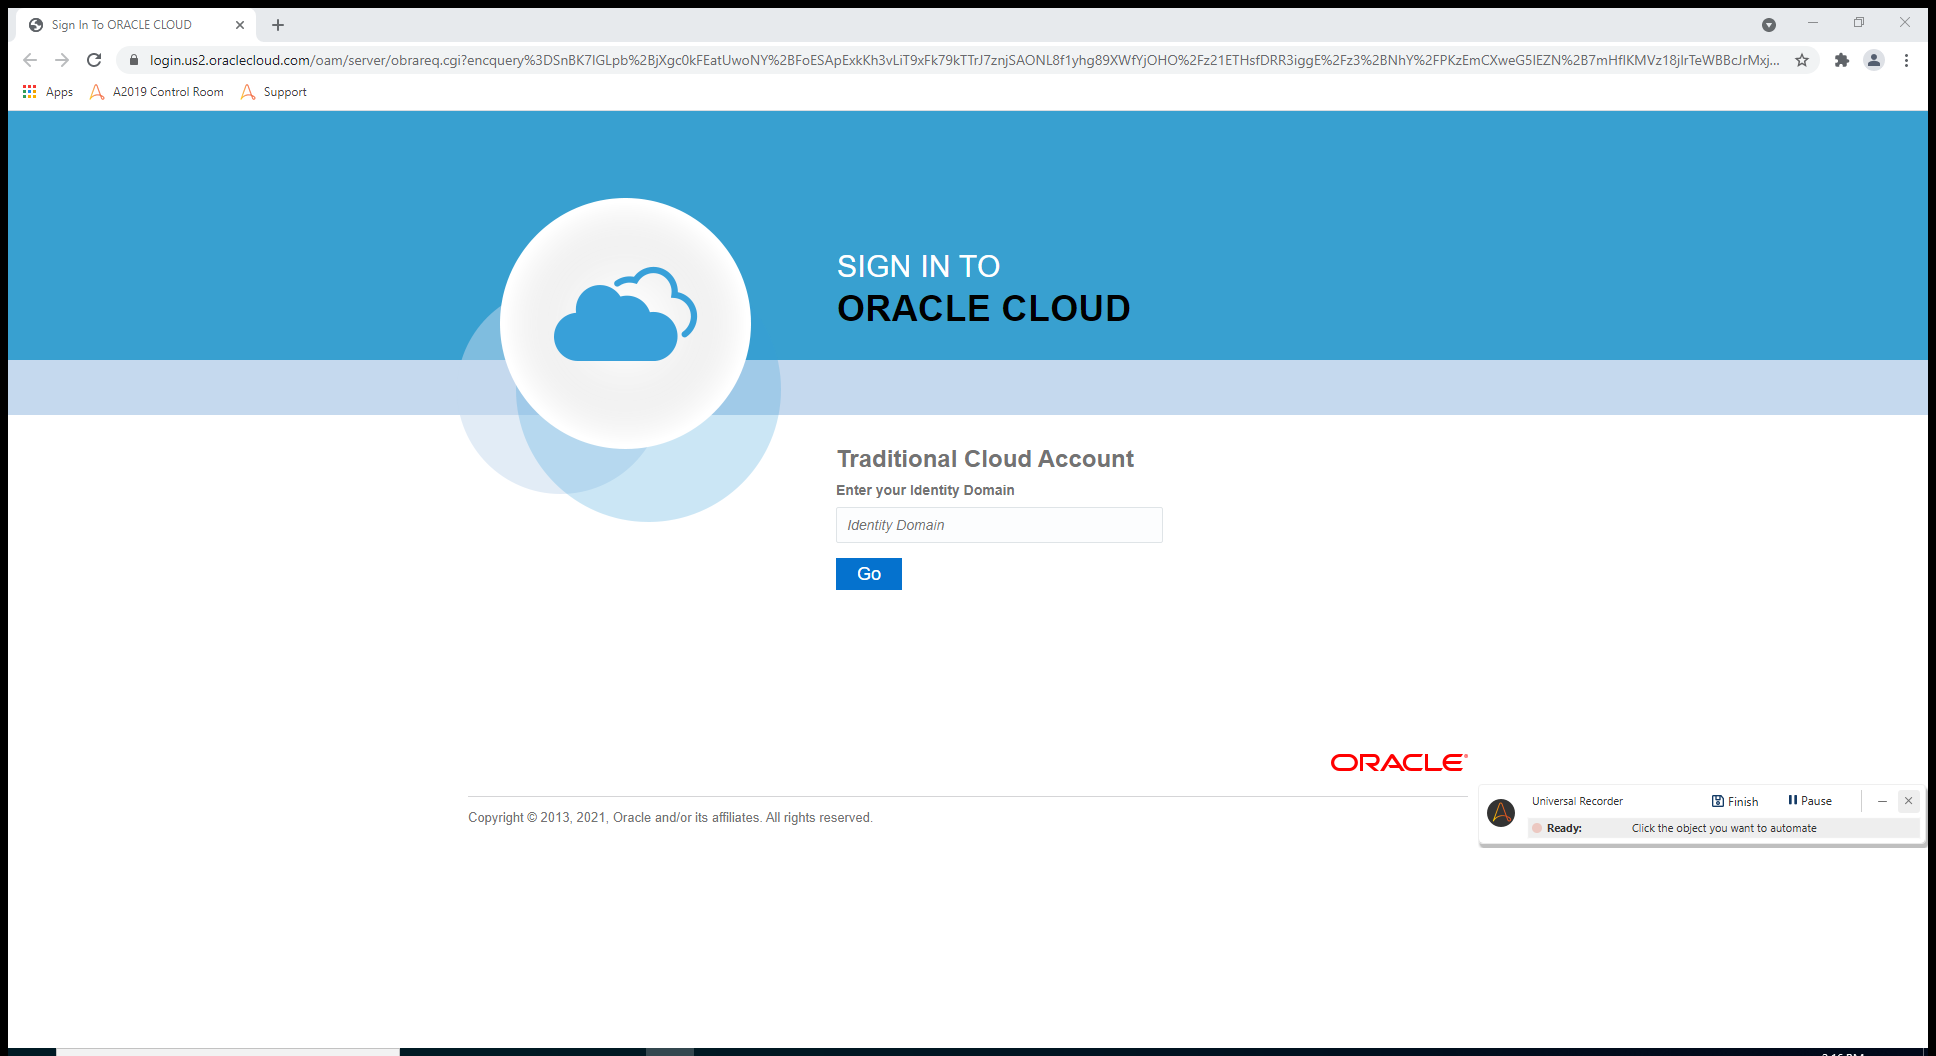 Sign In To ORACLE CLOUD
login.us2.oraclecloud.com/oam/server/obrareq.cgi?encquery%3DSnBK7IGLpb%2BjXgc0kFEatUwoNY%2BFoESApExkKh3vLiT9xFk79kTTrJ7znjSAONL8f1yhg89XWfYjOHO%2Fz21ETHsfDRR3iggE%2Fz3%2BNhY%2FPKzEmCXweG5IEZN%2B7mHflKMVz18jIrTeWBBcJrMxj...
Apps A2019 Control Room Support
SIGN IN TO
ORACLE CLOUD
Traditional Cloud Account
Enter your Identity Domain
Identity Domain
Go
ORACLE
Universal Recorder Finish Pause
Ready: Click the object you want to automate
Copyright © 2013, 2021, Oracle and/or its affiliates. All rights reserved.